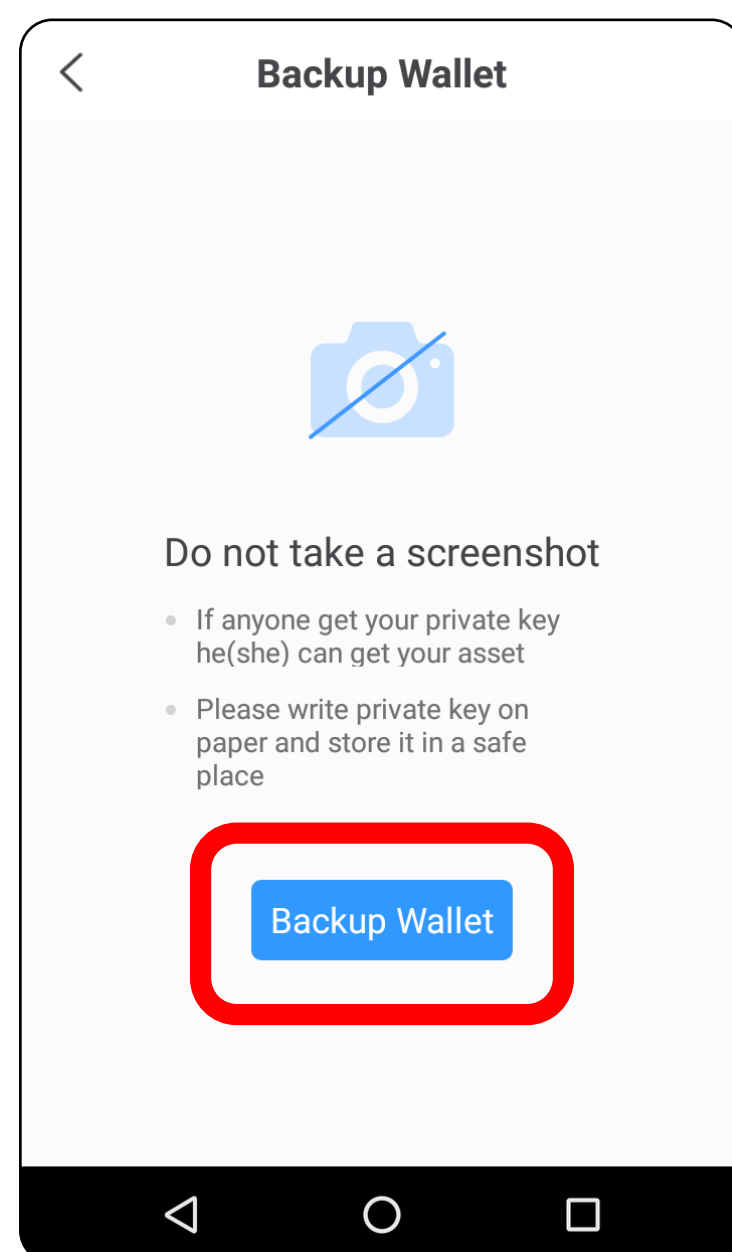 Backup Wallet
Do not take a screenshot
If anyone get your private key
he(she) can get your asset
Please write private key on
paper and store it in a safe
place
Backup Wallet